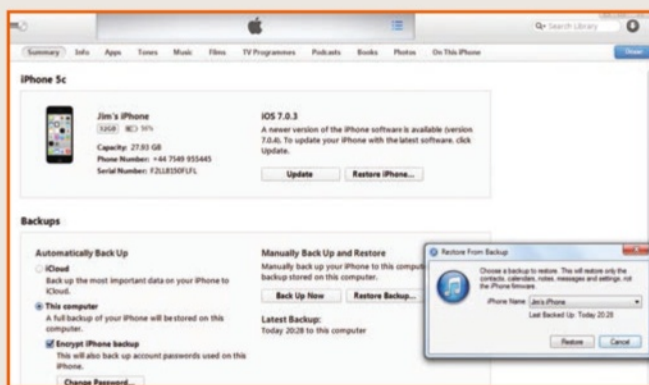 Search Library
Summary Info Apps Tones Music Films TV Programmes Podcasts Books Photos On This iPhone Done
iPhone 5c
Jim's iPhone
32GB 56%
Capacity: 27.93 GB
Phone Number: +44 7549 955445
Serial Number: F2LL8150FLFL
iOS 7.0.3
A newer version of the iPhone software is available (version
7.0.4). To update your iPhone with the latest software, click
Update.
Update Restore iPhone...
Backups
Automatically Back Up
iCloud
Back up the most important data on your iPhone to
iCloud.
This computer
A full backup of your iPhone will be stored on this
computer.
Encrypt iPhone backup
This will also back up account passwords used on this
iPhone.
Change Password...
Manually Back Up and Restore
Manually back up your iPhone to this comput
backup stored on this computer.
Back Up Now Restore Backup...
Latest Backup:
Today 20:28 to this computer
Restore From Backup
Choose a backup to restore. This will restore only the
contacts, calendars, notes, messages and settings, not
the iPhone firmware.
iPhone Name: Jim's iPhone
Last Backed Up: Today 20:28
Restore Cancel